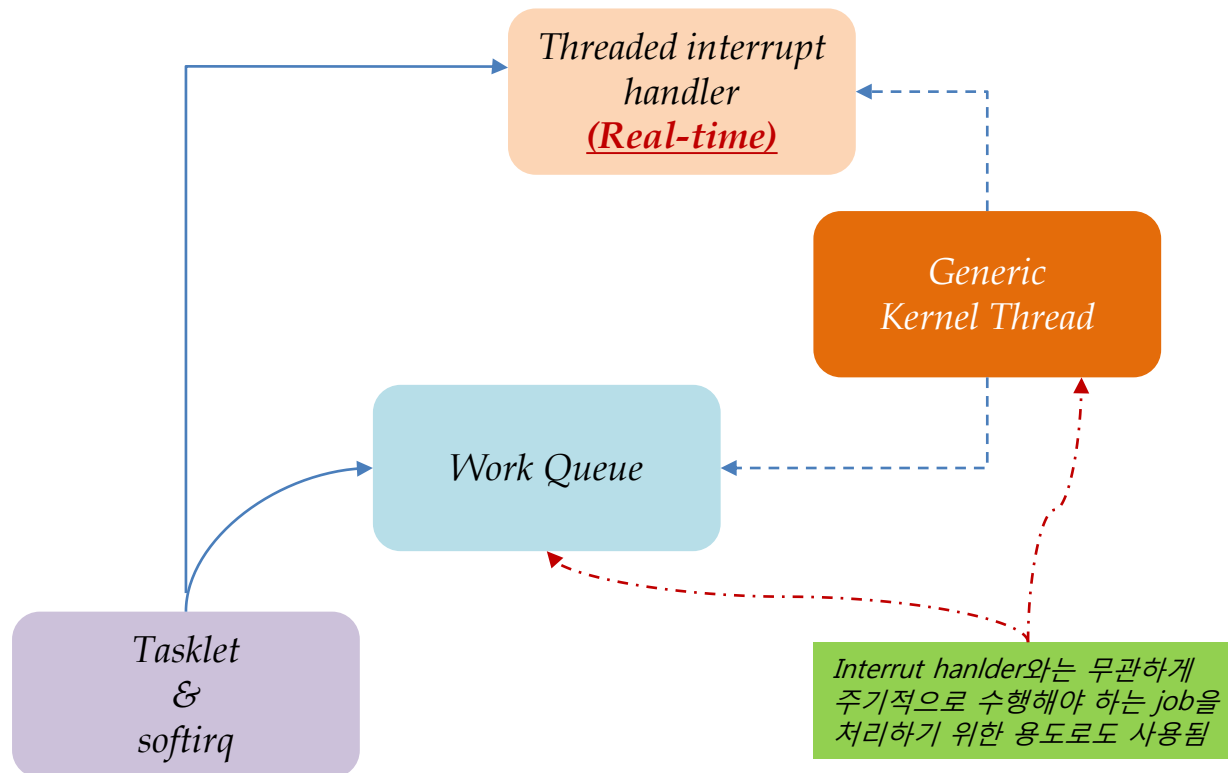 Threaded interrupt
handler
(Real-time)
Generic
Kernel Thread
Work Queue
Tasklet
&
softirq
Interrut hanlder와는 무관하게
주기적으로 수행해야 하는 job을
처리하기 위한 용도로도 사용됨